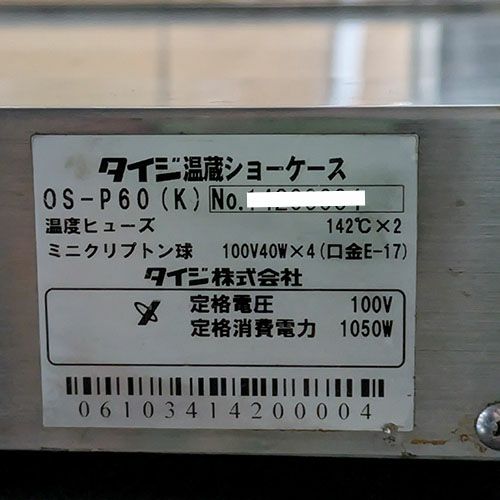 タイジ温蔵ショーケース
OS-P60(K) No.
温度ヒューズ 142℃×2
ミニクリプトン球 100V40W×4(口金E-17)
タイジ株式会社
定格電圧 100V
定格消費電力 1050W
06103414200004